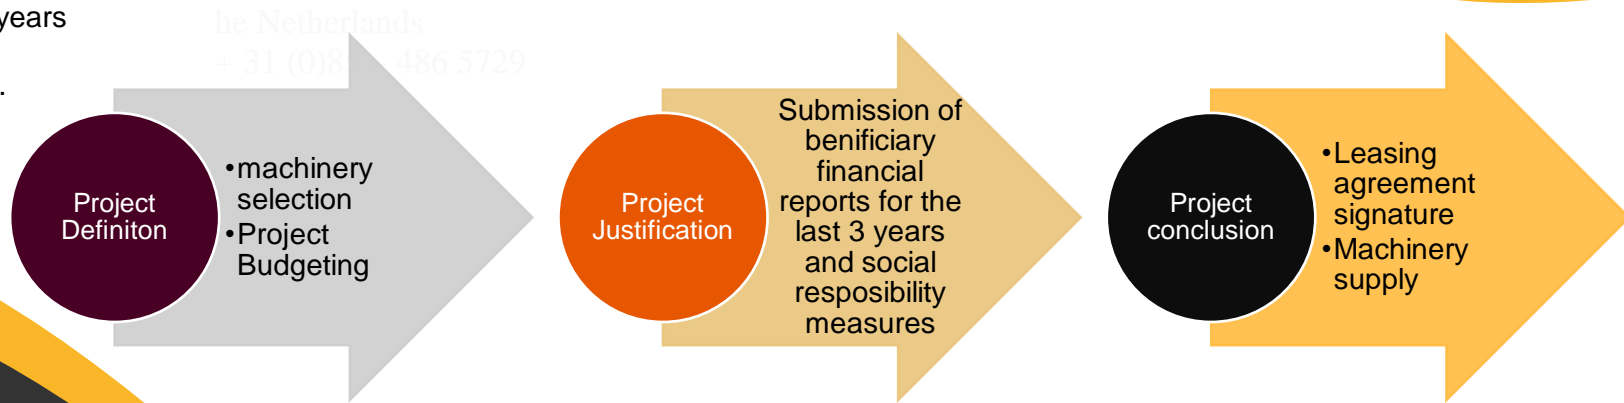 years
he Netherlands
+ 31 (0)8 486 5729
.
Project
Definiton
•machinery
selection
•Project
Budgeting
Project
Justification
Submission of
benificiary
financial
reports for the
last 3 years
and social
resposibility
measures
Project
conclusion
•Leasing
agreement
signature
•Machinery
supply